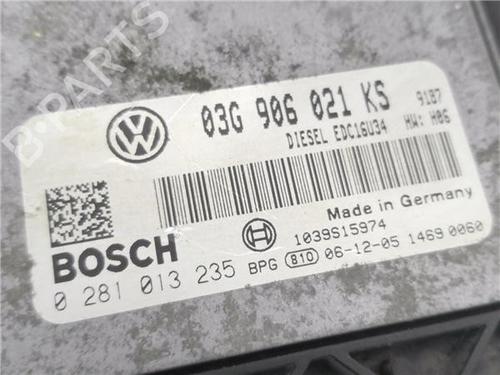 03G 906 021 KS 9187
DIESEL EDC16U34 HW: H06
Made in Germany
BOSCH 1039S15974
0 281 013 235 BPG 810 06-12-05 1469 0060
B-Parts